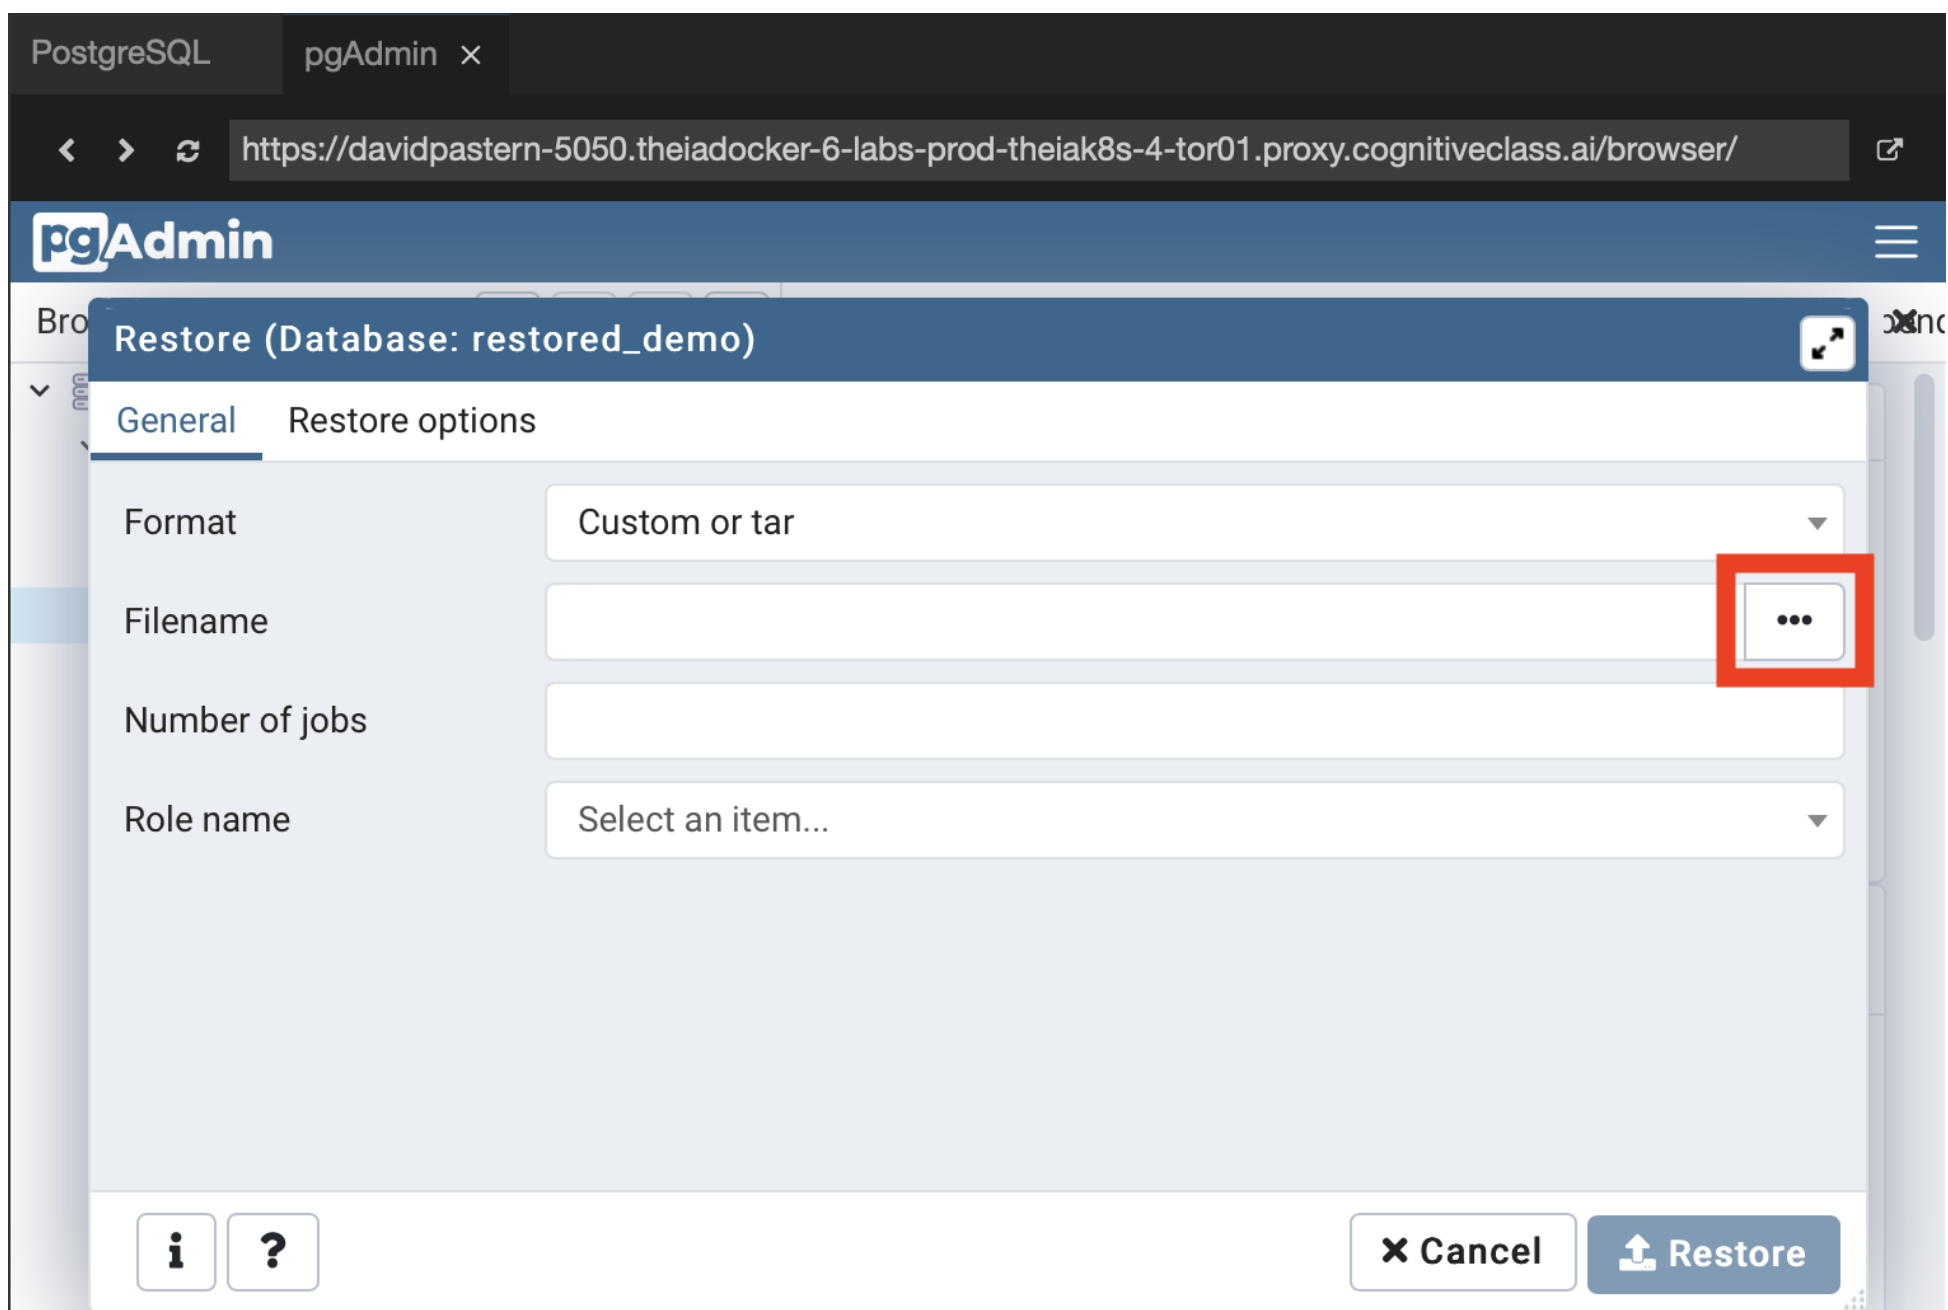 PostgreSQL pgAdmin
https://davidpastern-5050.theiadocker-6-labs-prod-theiak8s-4-tor01.proxy.cognitiveclass.ai/browser/
pgAdmin
Bro
Restore (Database: restored_demo)
General Restore options
Format Custom or tar
Filename •••
Number of jobs
Role name Select an item...
i ? Cancel Restore